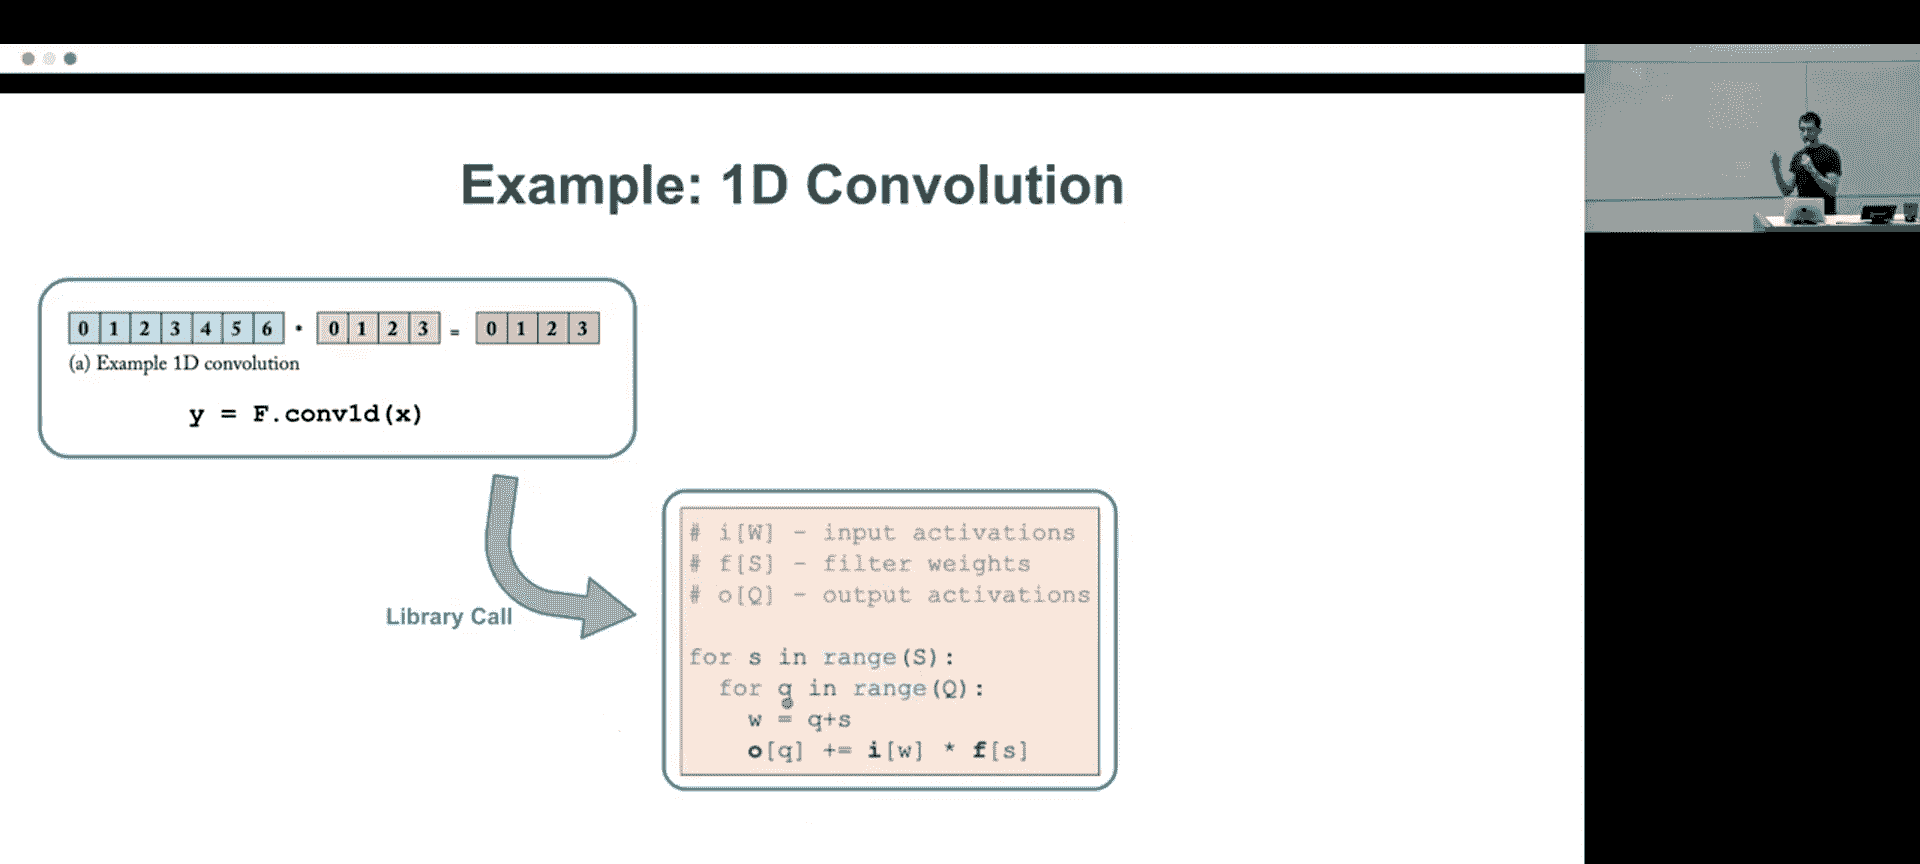 Example: 1D Convolution
0 1 2 3 4 5 6 • 0 1 2 3 = 0 1 2 3
(a) Example 1D convolution
y = F.conv1d(x)
Library Call
# i[W] - input activations
# f[S] - filter weights
# o[Q] - output activations
for s in range(S):
for q in range(Q):
w = q+s
o[q] += i[w] * f[s]